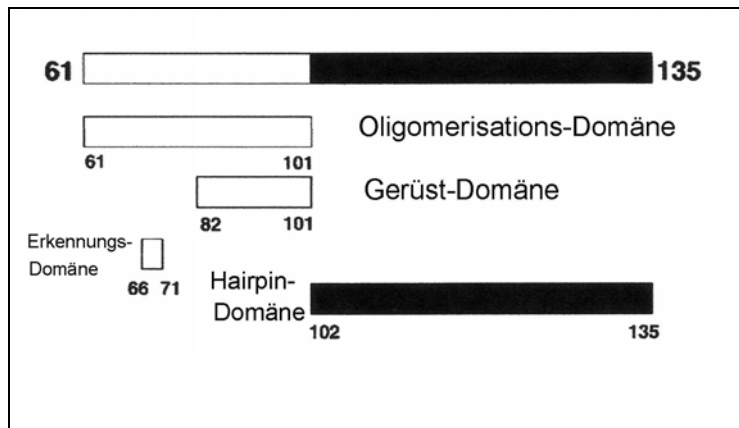 61 135
Oligomerisations-Domäne
61 101
Gerüst-Domäne
82 101
Erkennungs-
Domäne
66 71
Hairpin-
Domäne
102 135